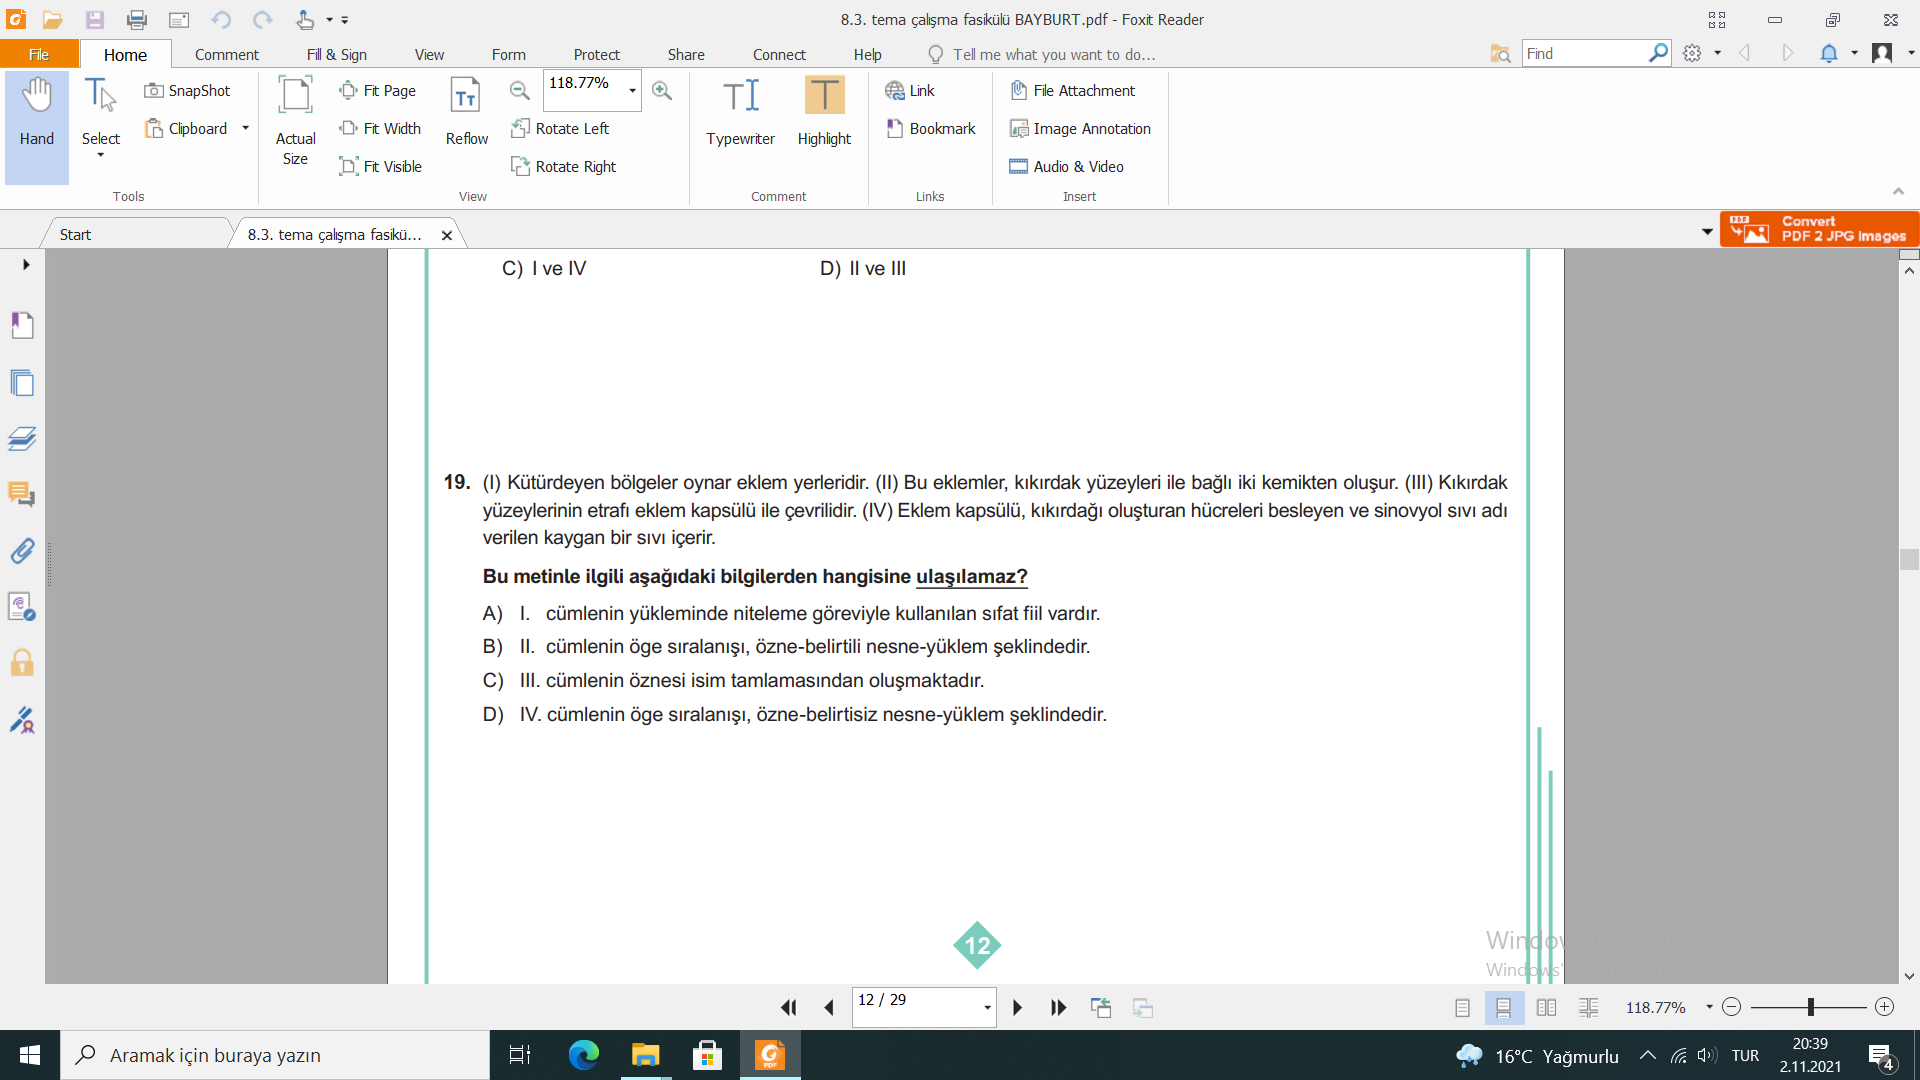 8.3. tema çalışma fasikülü BAYBURT.pdf - Foxit Reader
File Home Comment Fill & Sign View Form Protect Share Connect Help Tell me what you want to do... Find
Hand
Select
SnapShot
Clipboard
Tools
Actual Size
Fit Page
Fit Width
Fit Visible
Reflow
118.77%
Rotate Left
Rotate Right
View
Typewriter
Highlight
Comment
Link
Bookmark
Links
File Attachment
Image Annotation
Audio & Video
Insert
Start
8.3. tema çalışma fasikü...
Convert
PDF 2 JPG Images
C) I ve IV D) II ve III
19. (I) Kütürdeyen bölgeler oynar eklem yerleridir. (II) Bu eklemler, kıkırdak yüzeyleri ile bağlı iki kemikten oluşur. (III) Kıkırdak
yüzeylerinin etrafı eklem kapsülü ile çevrilidir. (IV) Eklem kapsülü, kıkırdağı oluşturan hücreleri besleyen ve sinovyol sıvı adı
verilen kaygan bir sıvı içerir.
Bu metinle ilgili aşağıdaki bilgilerden hangisine ulaşılamaz?
A) I. cümlenin yükleminde niteleme göreviyle kullanılan sıfat fiil vardır.
B) II. cümlenin öge sıralanışı, özne-belirtili nesne-yüklem şeklindedir.
C) III. cümlenin öznesi isim tamlamasından oluşmaktadır.
D) IV. cümlenin öge sıralanışı, özne-belirtisiz nesne-yüklem şeklindedir.
12
12 / 29
118.77%
Aramak için buraya yazın
16°C Yağmurlu
TUR
20:39
2.11.2021
4